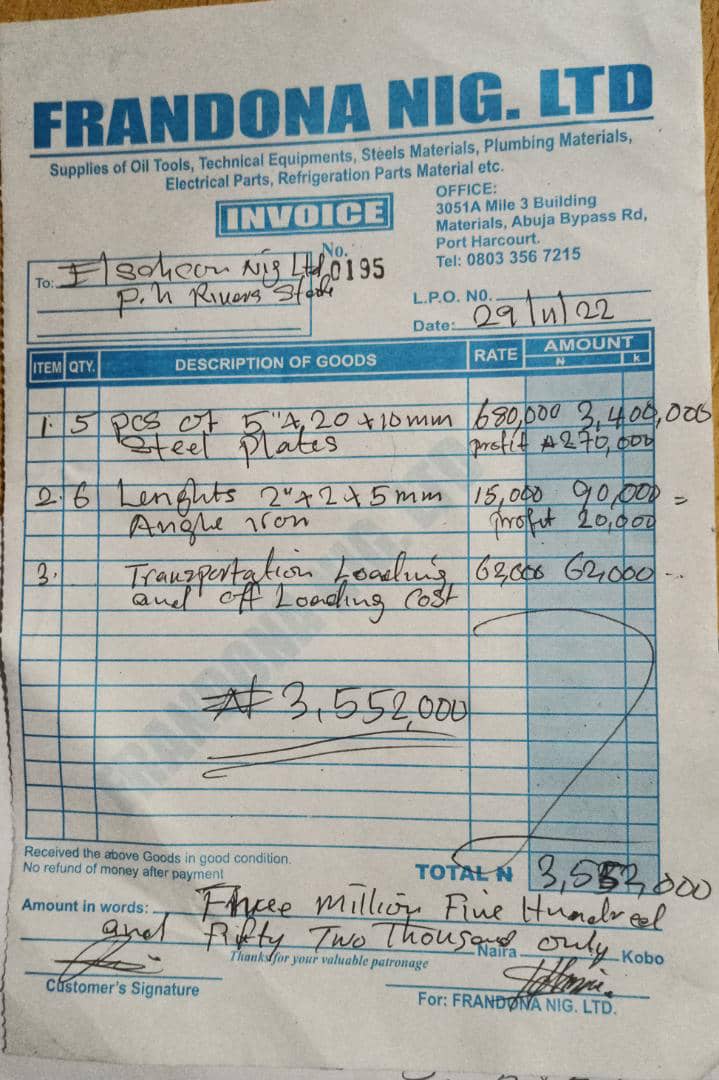 FRANDONA NIG. LTD
Supplies of Oil Tools, Technical Equipments, Steels Materials, Plumbing Materials,
Electrical Parts, Refrigeration Parts Material etc.
INVOICE
OFFICE:
3051A Mile 3 Building
Materials, Abuja Bypass Rd,
Port Harcourt.
Tel: 0803 356 7215
No. 0195
To: Nig Ltd
P.H Rivers State
L.P.O. NO.
Date: 29/11/22
ITEM QTY. DESCRIPTION OF GOODS RATE AMOUNT
N K
1. 5 pcs of 5"x,20 x 10mm 680,000 3,400,000
Steel plates profit ₦270,000
2. 6 Lenghts 2"x2x5mm 15,000 90,000 =
Anghe iron profit 20,000
3. Transportation Loading 62,000 62,000
and off Loading Cost
₦3,552,000
Received the above Goods in good condition.
No refund of money after payment
TOTAL N 3,552,000
Amount in words: Three million Five Hundred
and Fifty Two Thousand only Naira Kobo
Thanks for your valuable patronage
Customer's Signature
For: FRANDONA NIG. LTD.
FRANDONA NIG. LTD